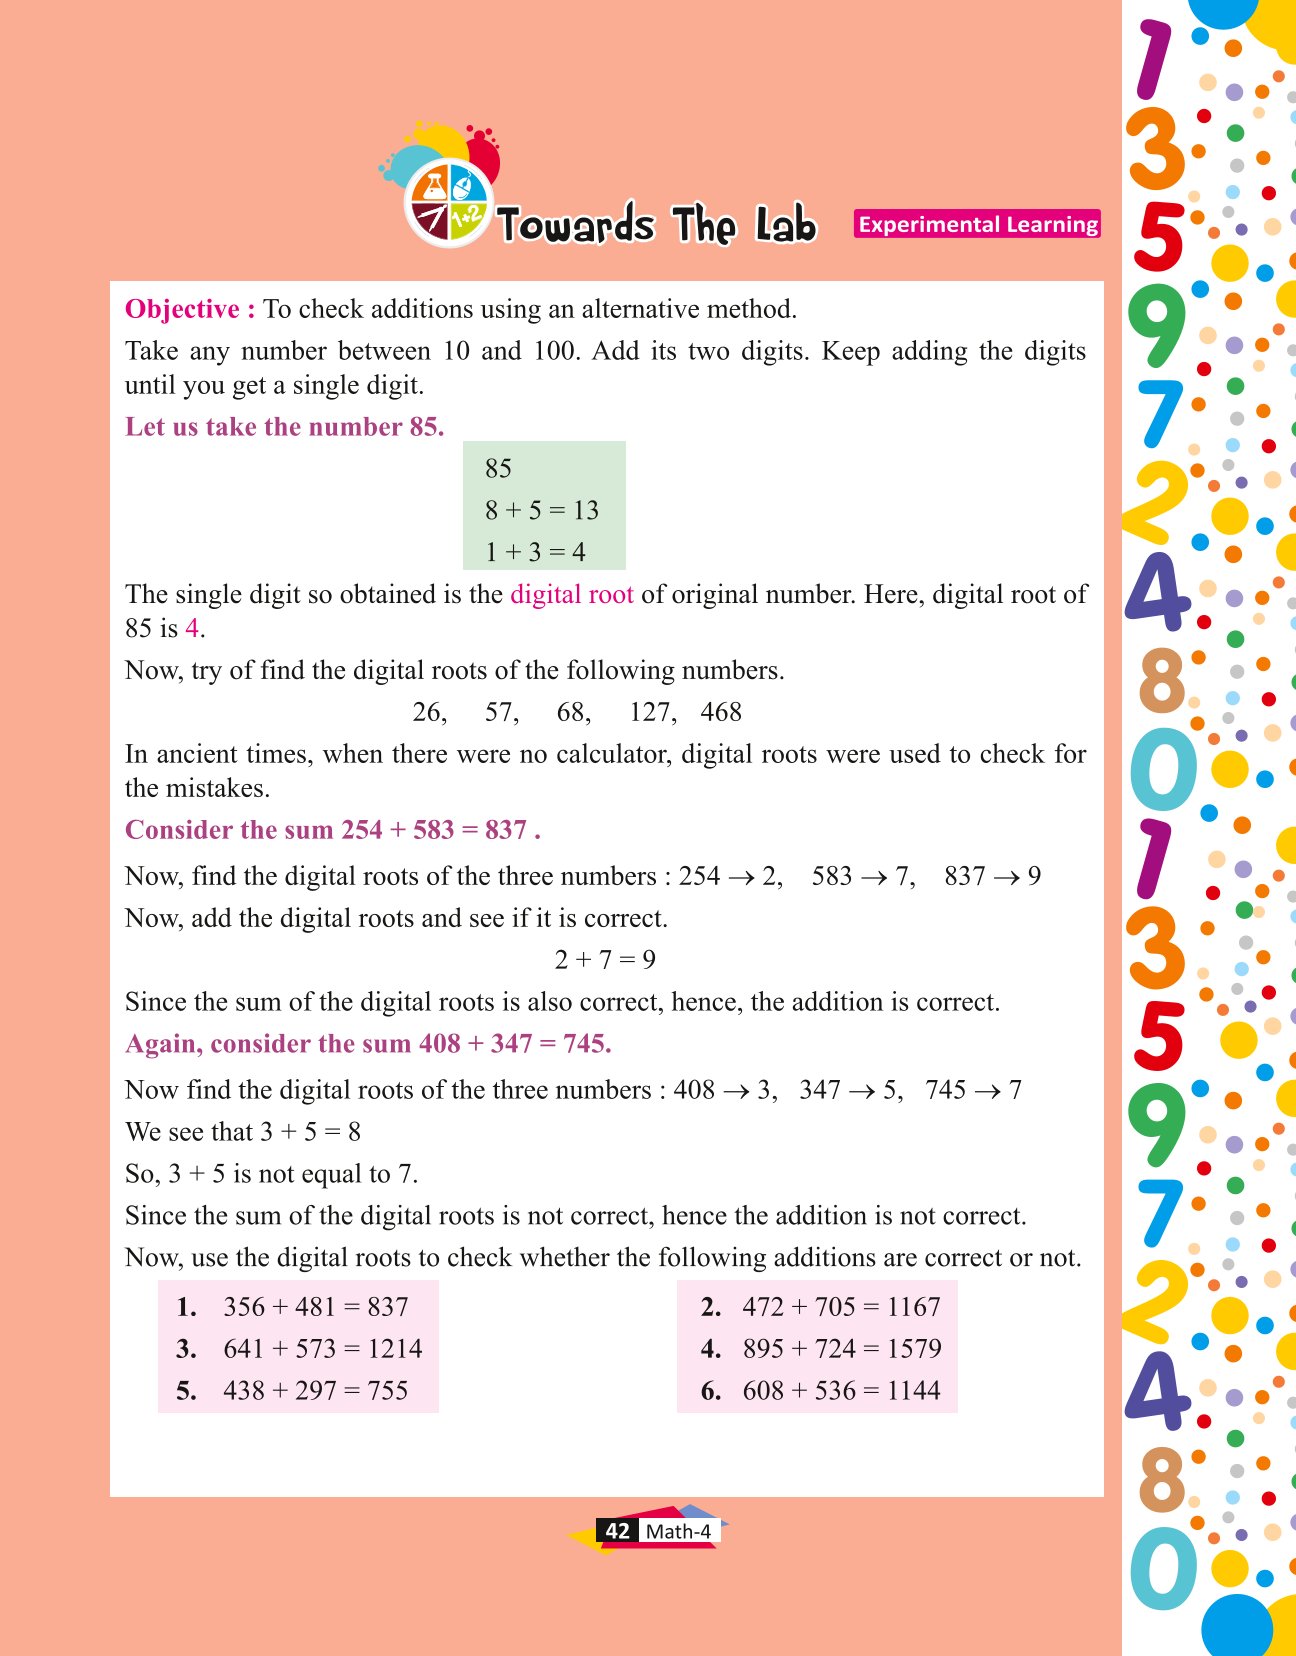 Towards The Lab
Experimental Learning
Objective : To check additions using an alternative method.
Take any number between 10 and 100. Add its two digits. Keep adding the digits
until you get a single digit.
Let us take the number 85.
85
8 + 5 = 13
1 + 3 = 4
The single digit so obtained is the digital root of original number. Here, digital root of
85 is 4.
Now, try of find the digital roots of the following numbers.
26, 57, 68, 127, 468
In ancient times, when there were no calculator, digital roots were used to check for
the mistakes.
Consider the sum 254 + 583 = 837 .
Now, find the digital roots of the three numbers : 254 → 2, 583 → 7, 837 → 9
Now, add the digital roots and see if it is correct.
2 + 7 = 9
Since the sum of the digital roots is also correct, hence, the addition is correct.
Again, consider the sum 408 + 347 = 745.
Now find the digital roots of the three numbers : 408 → 3, 347 → 5, 745 → 7
We see that 3 + 5 = 8
So, 3 + 5 is not equal to 7.
Since the sum of the digital roots is not correct, hence the addition is not correct.
Now, use the digital roots to check whether the following additions are correct or not.
1. 356 + 481 = 837
2. 472 + 705 = 1167
3. 641 + 573 = 1214
4. 895 + 724 = 1579
5. 438 + 297 = 755
6. 608 + 536 = 1144
42 Math-4
1+2
1
3
5
9
7
2
4
8
0
1
3
5
9
7
2
4
8
0